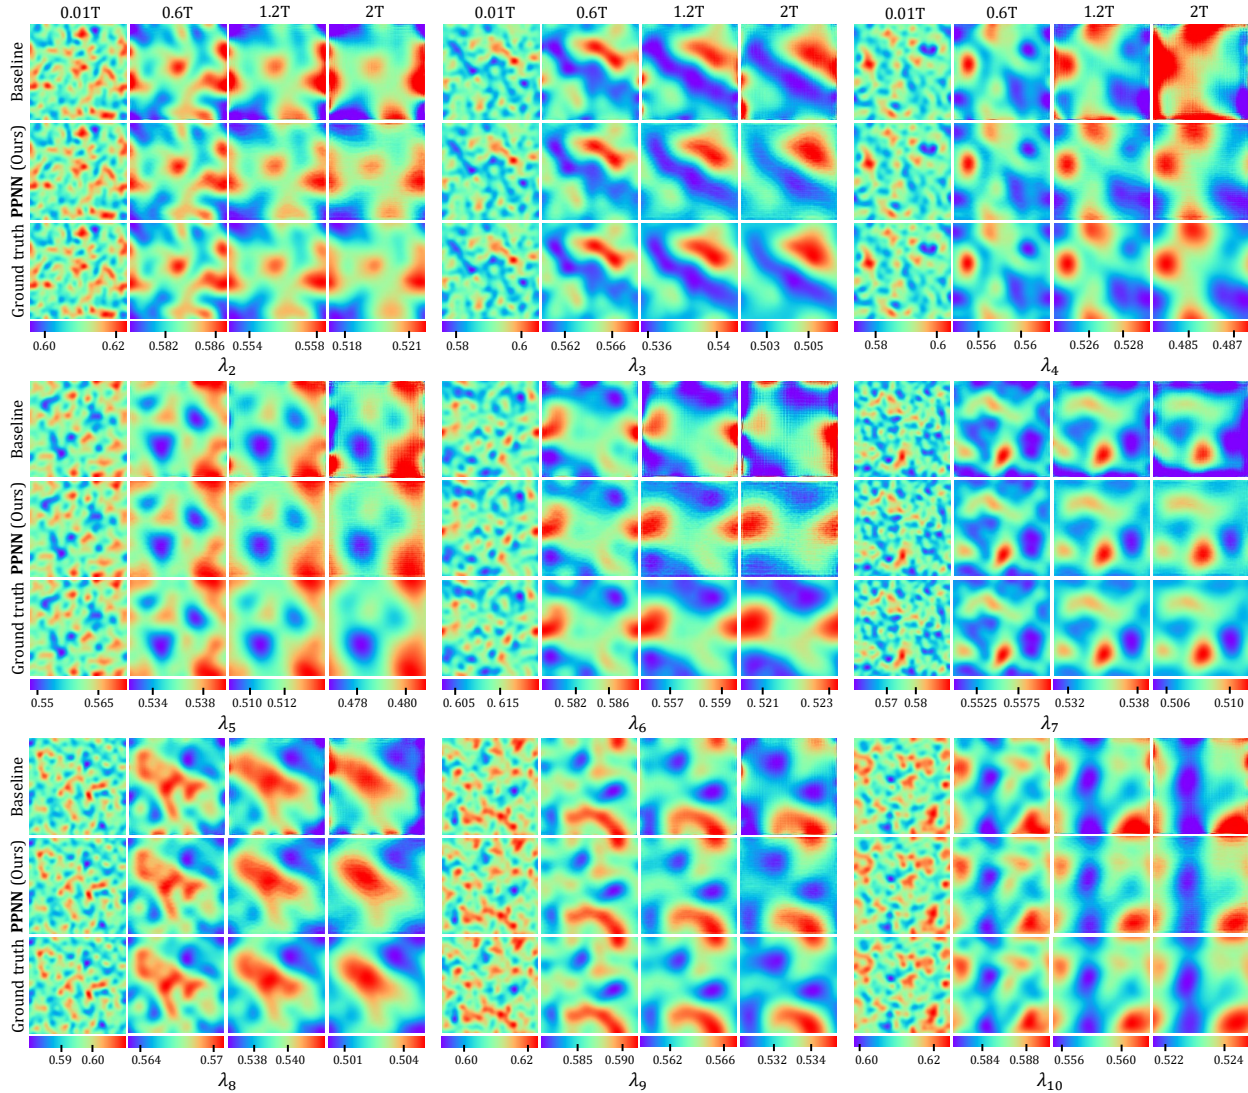 0.01T 0.6T 1.2T 2T 0.01T 0.6T 1.2T 2T 0.01T 0.6T 1.2T 2T
Baseline
PPNN (Ours)
Ground truth
0.60 0.62 0.582 0.586 0.554 0.558 0.518 0.521 0.58 0.6 0.562 0.566 0.536 0.54 0.503 0.505 0.58 0.6 0.556 0.56 0.526 0.528 0.485 0.487
λ2 λ3 λ4
Baseline
PPNN (Ours)
Ground truth
0.55 0.565 0.534 0.538 0.510 0.512 0.478 0.480 0.605 0.615 0.582 0.586 0.557 0.559 0.521 0.523 0.57 0.58 0.5525 0.5575 0.532 0.538 0.506 0.510
λ5 λ6 λ7
Baseline
PPNN (Ours)
Ground truth
0.59 0.60 0.564 0.57 0.538 0.540 0.501 0.504 0.60 0.62 0.585 0.590 0.562 0.566 0.532 0.534 0.60 0.62 0.584 0.588 0.556 0.560 0.522 0.524
λ8 λ9 λ10